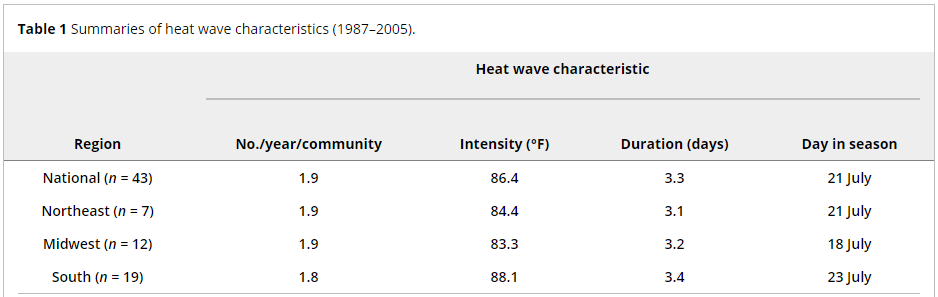 Table 1 Summaries of heat wave characteristics (1987–2005).
Heat wave characteristic
Region No./year/community Intensity (°F) Duration (days) Day in season
National (n = 43) 1.9 86.4 3.3 21 July
Northeast (n = 7) 1.9 84.4 3.1 21 July
Midwest (n = 12) 1.9 83.3 3.2 18 July
South (n = 19) 1.8 88.1 3.4 23 July